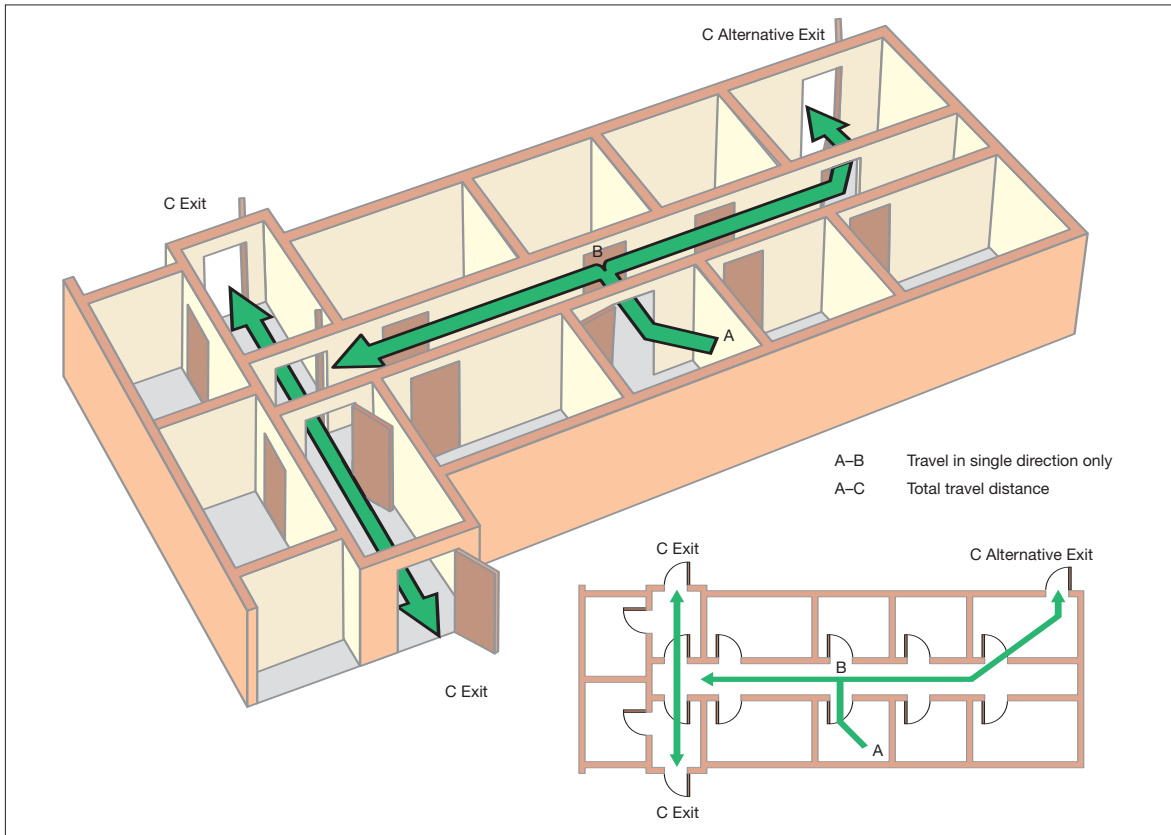 C Alternative Exit
C Exit
B
A
A–B Travel in single direction only
A–C Total travel distance
C Exit
C Exit
C Alternative Exit
B
A
C Exit